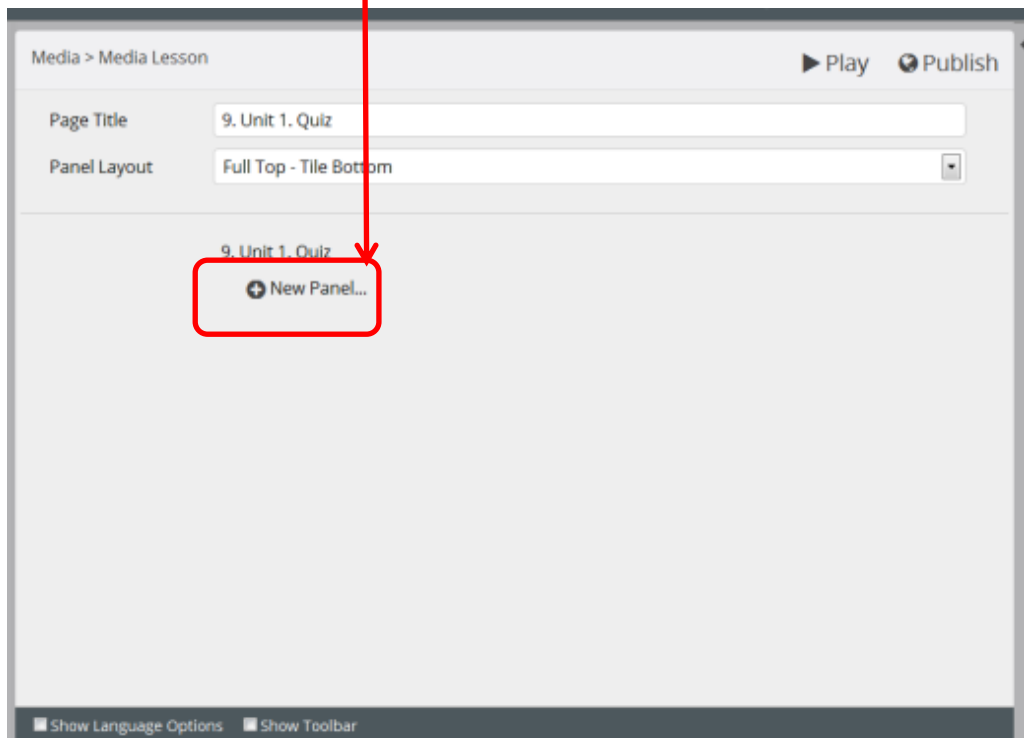 Media > Media Lesson
Play Publish
Page Title 9. Unit 1. Quiz
Panel Layout Full Top - Tile Bottom
9. Unit 1. Quiz
New Panel...
Show Language Options Show Toolbar